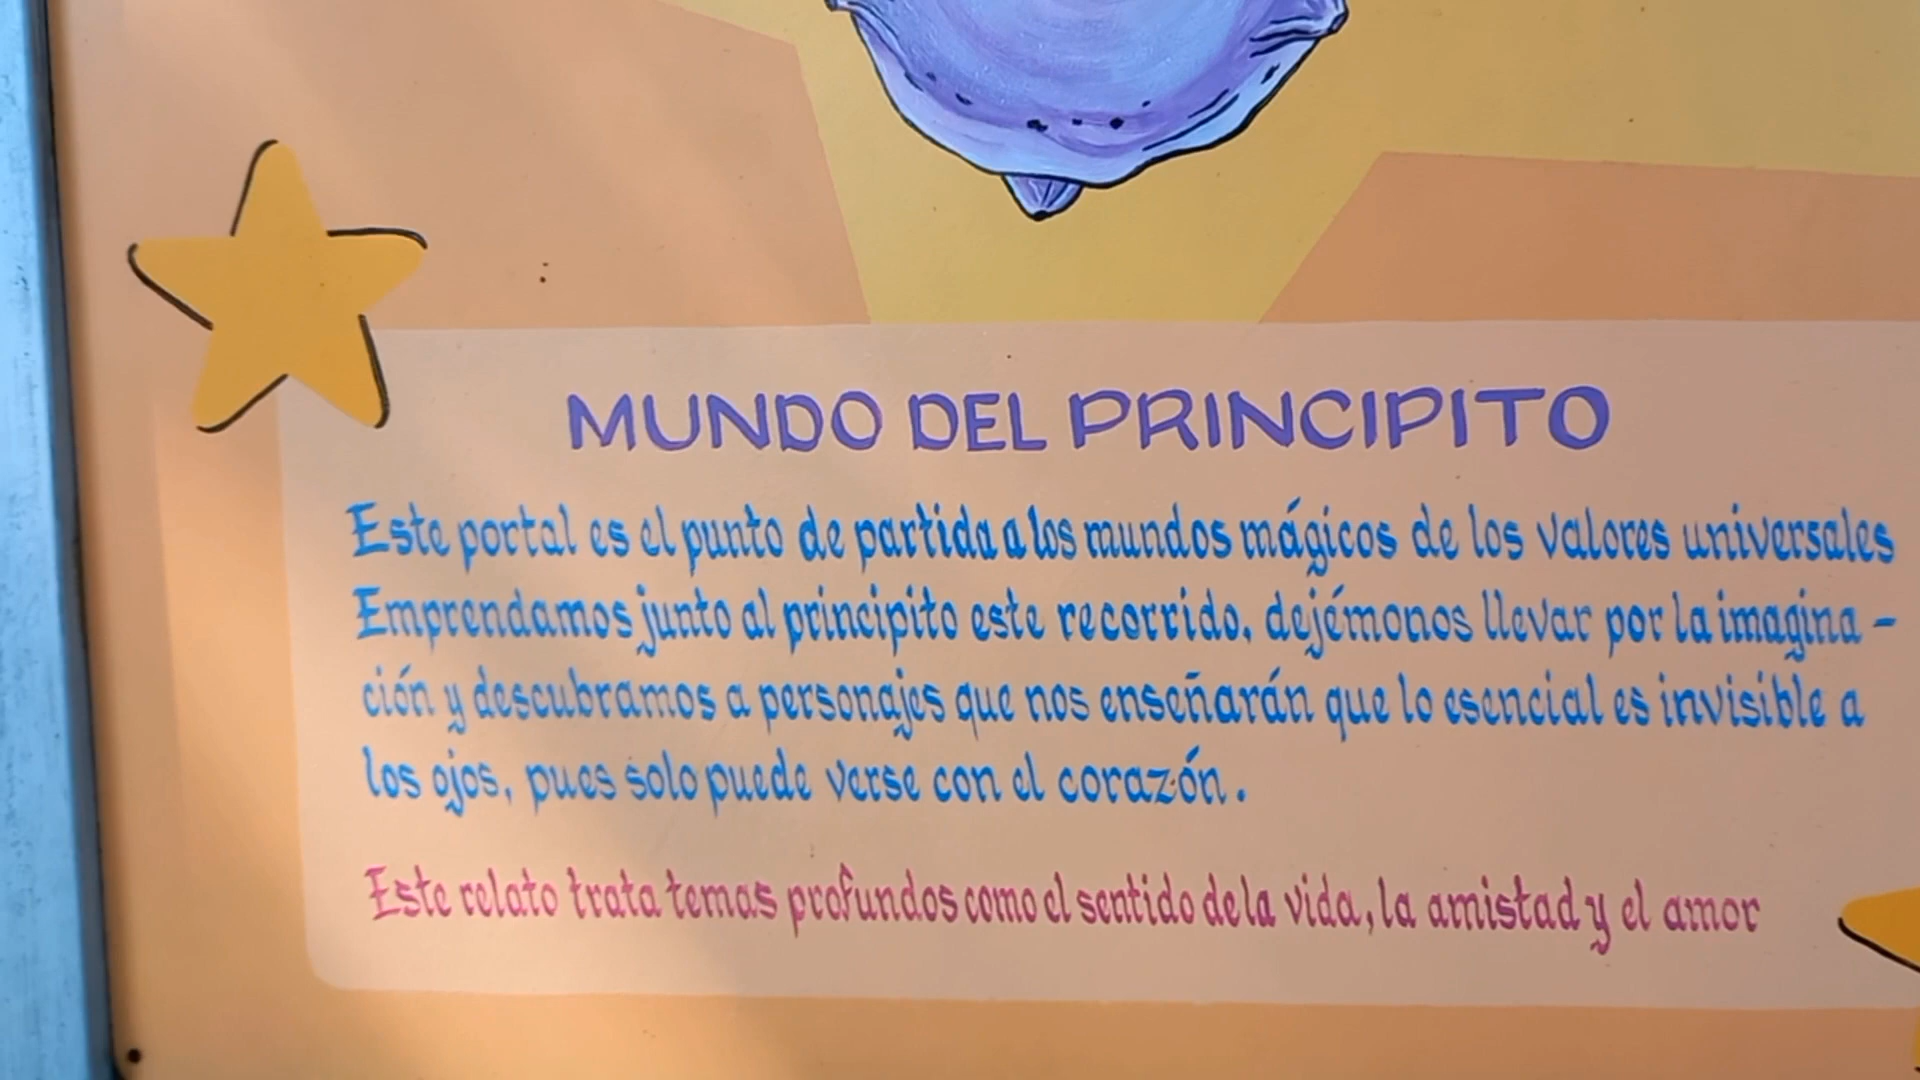 MUNDO DEL PRINCIPITO
Este portal es el punto de partida a los mundos mágicos de los valores universales
Emprendamos junto al principito este recorrido, dejémonos llevar por la imagina -
ción y descubramos a personajes que nos enseñarán que lo esencial es invisible a
los ojos, pues solo puede verse con el corazón.
Este relato trata temas profundos como el sentido de la vida, la amistad y el amor